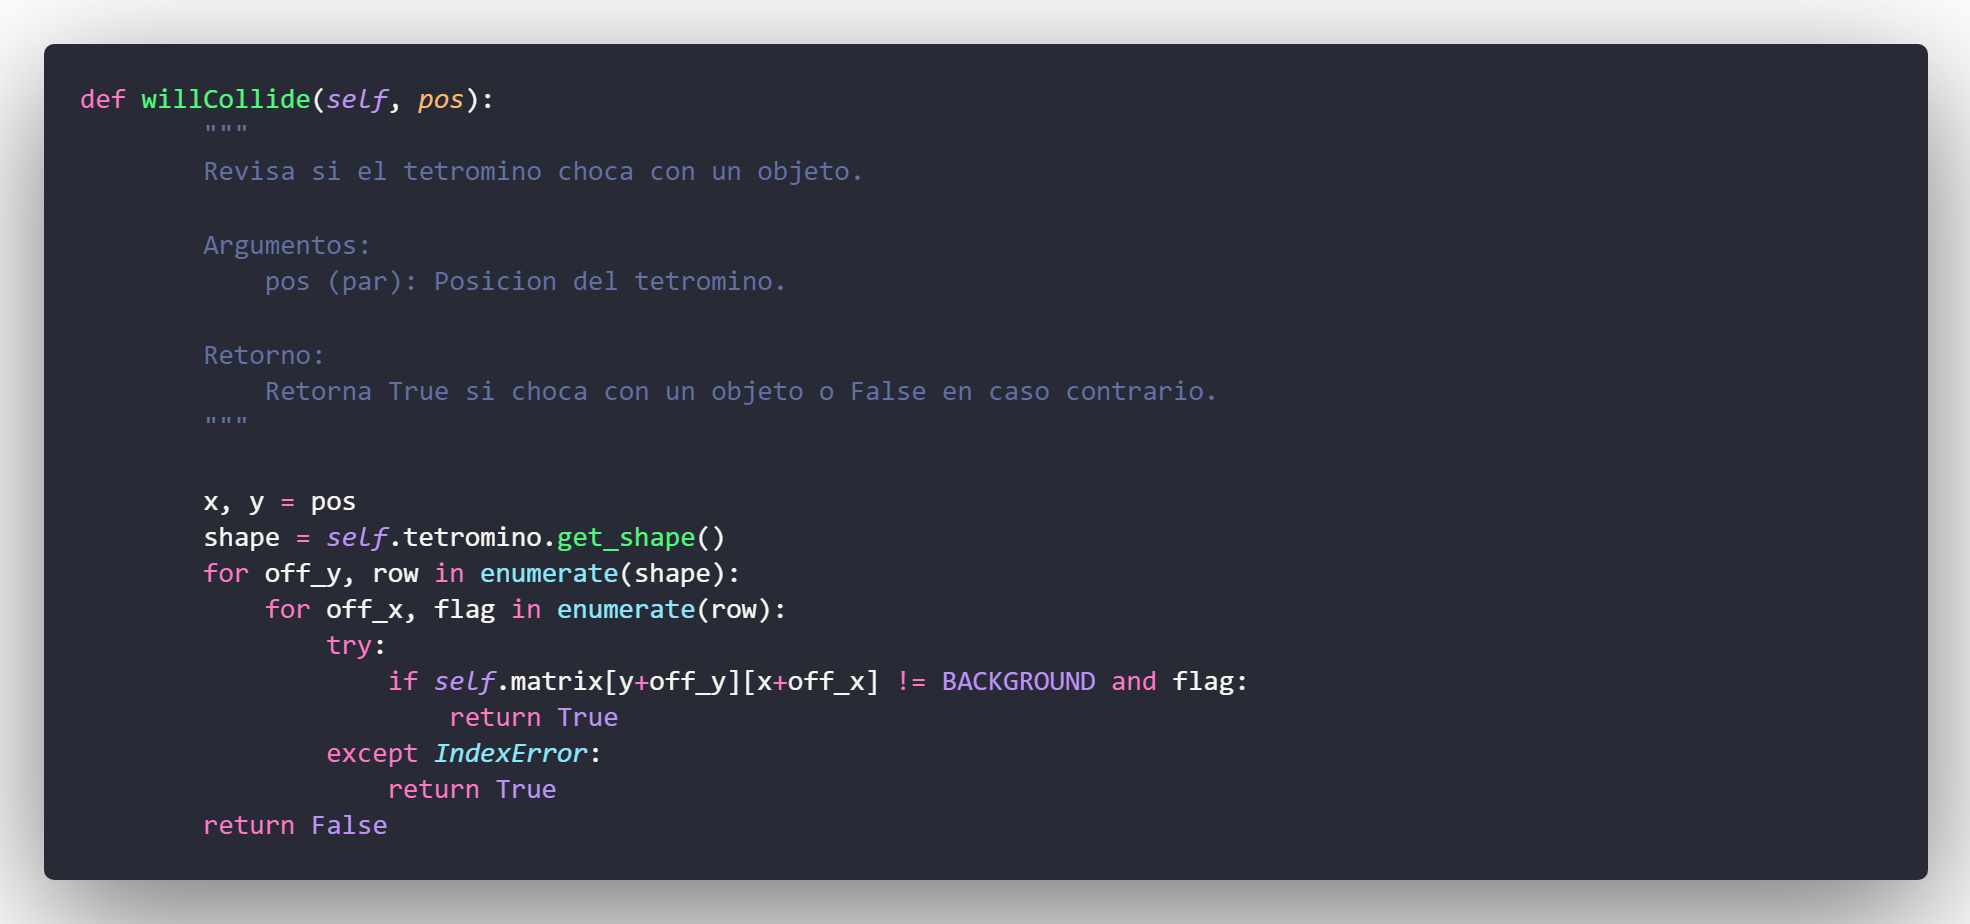 def willCollide(self, pos):
        """
        Revisa si el tetromino choca con un objeto.

        Argumentos:
            pos (par): Posicion del tetromino.

        Retorno:
            Retorna True si choca con un objeto o False en caso contrario.
        """

        x, y = pos
        shape = self.tetromino.get_shape()
        for off_y, row in enumerate(shape):
            for off_x, flag in enumerate(row):
                try:
                    if self.matrix[y+off_y][x+off_x] != BACKGROUND and flag:
                        return True
                except IndexError:
                    return True
        return False